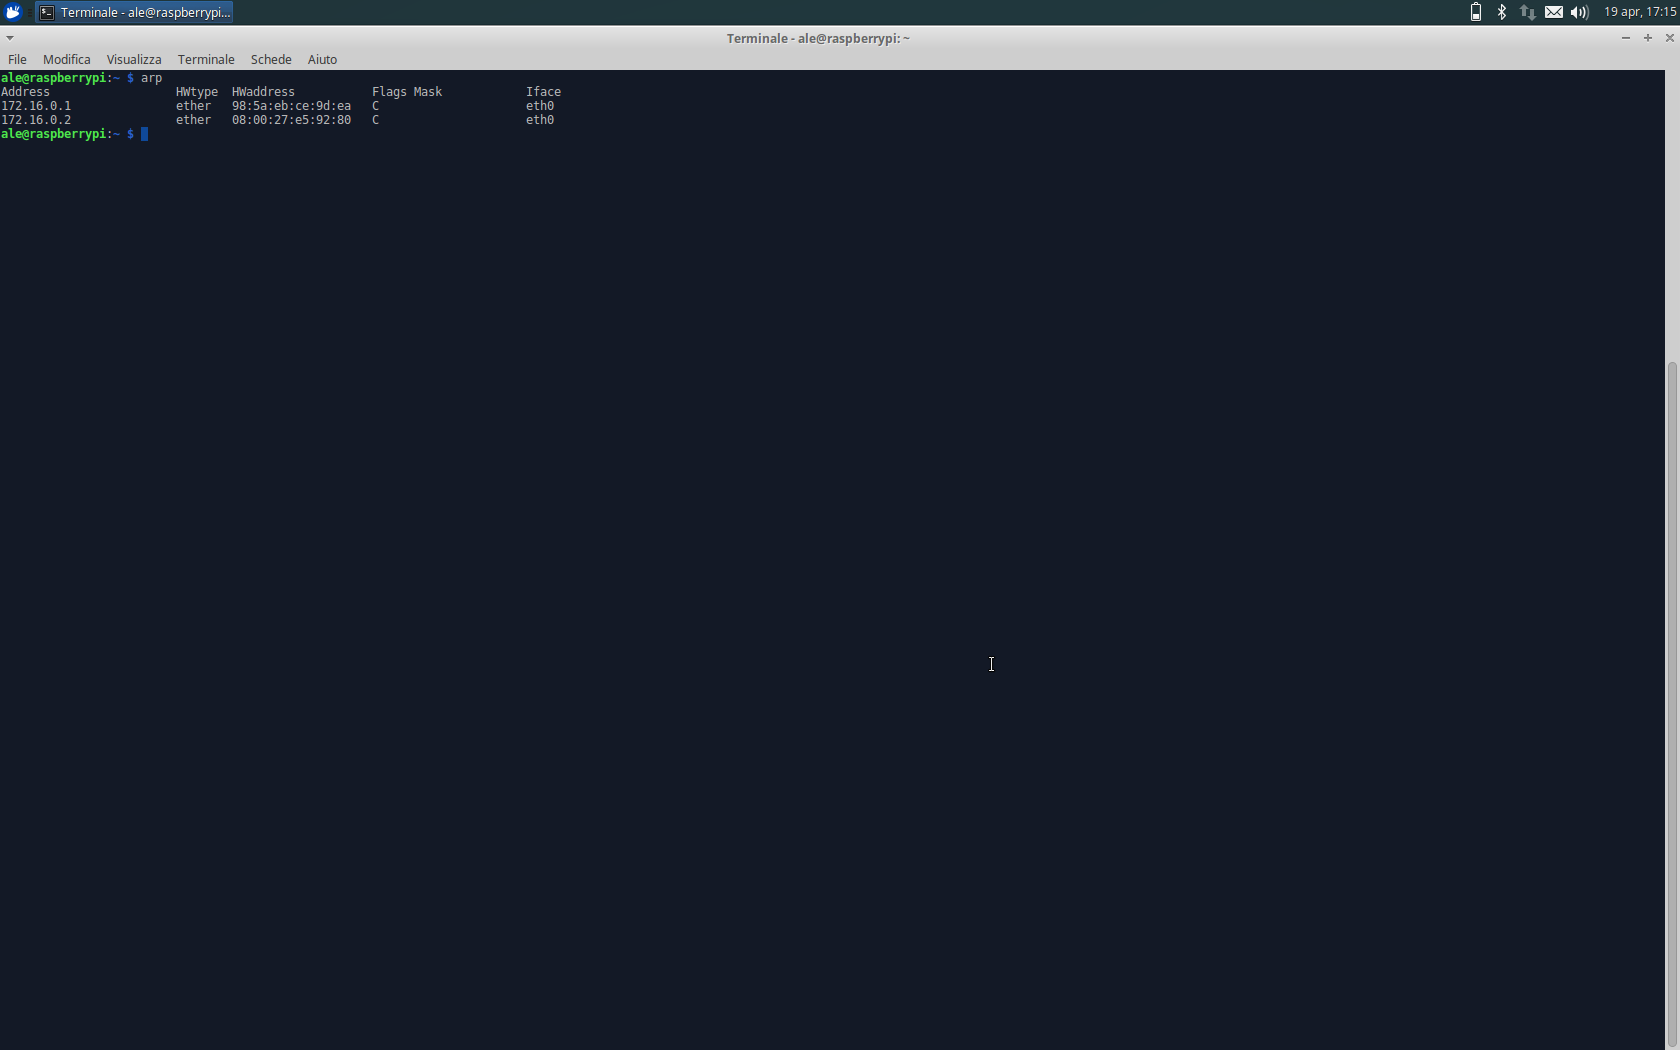 Terminale - ale@raspberrypi... 19 apr, 17:15
Terminale - ale@raspberrypi: ~
File Modifica Visualizza Terminale Schede Aiuto
ale@raspberrypi:~ $ arp
Address HWtype HWaddress Flags Mask Iface
172.16.0.1 ether 98:5a:eb:ce:9d:ea C eth0
172.16.0.2 ether 08:00:27:e5:92:80 C eth0
ale@raspberrypi:~ $